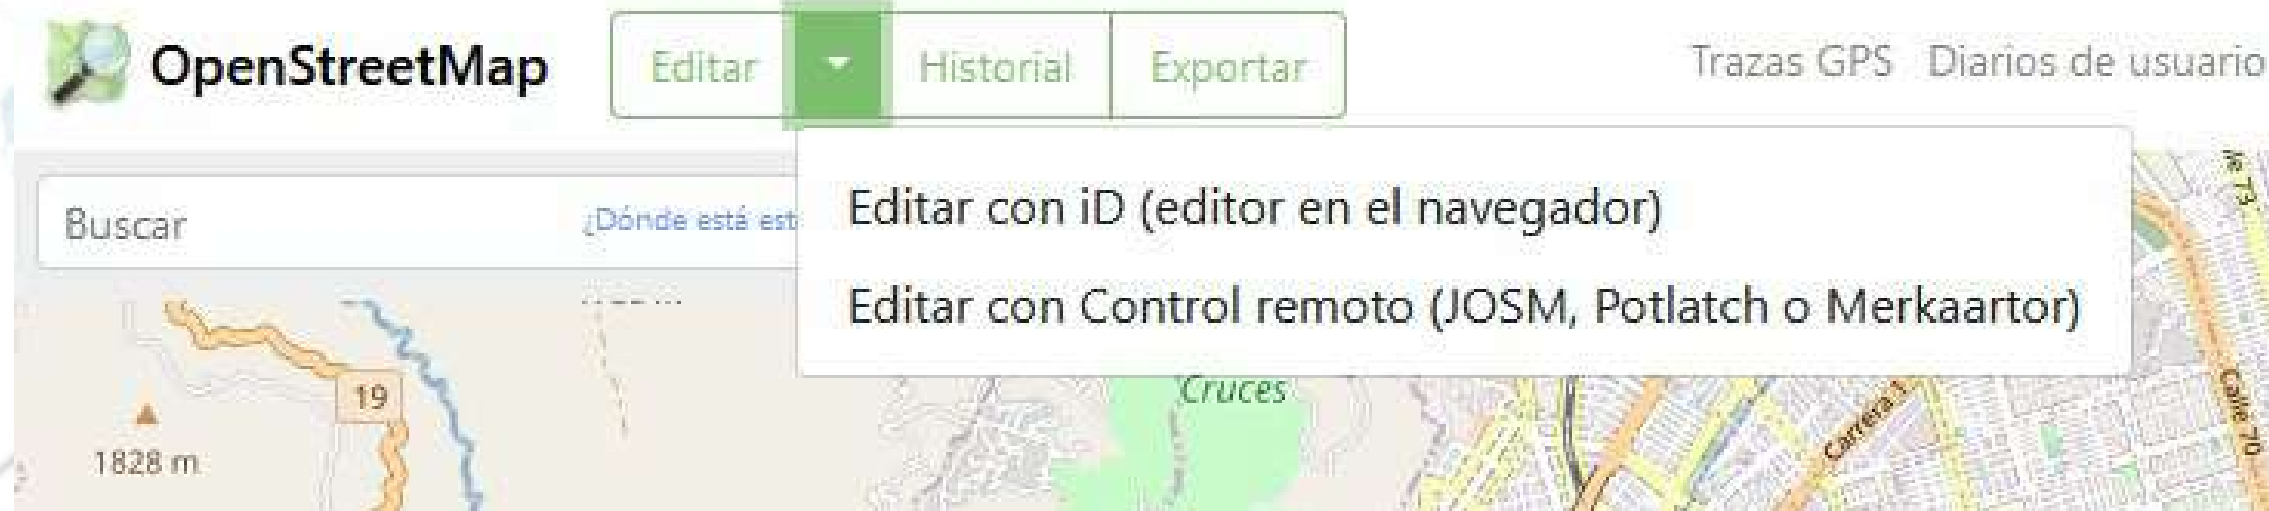 OpenStreetMap Editar Historial Exportar Trazas GPS Diarios de usuario
Buscar ¿Dónde está est
Editar con iD (editor en el navegador)
Editar con Control remoto (JOSM, Potlatch o Merkaartor)
19
1828 m
Cruces
Carrera 1
Calle 70